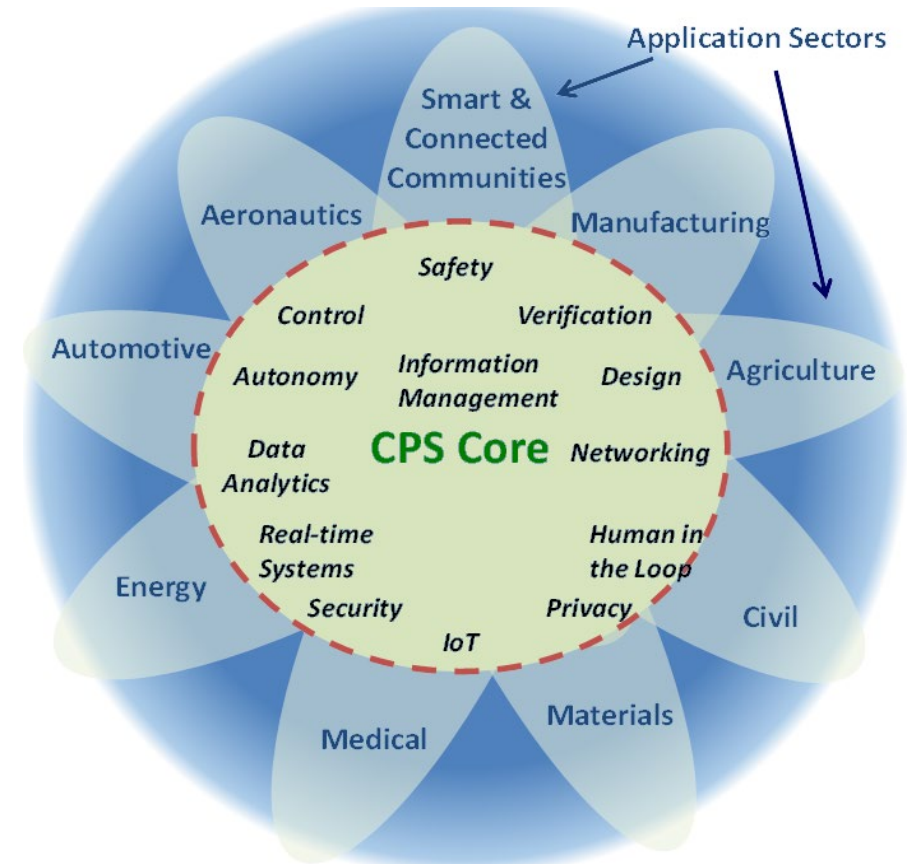 Application Sectors
Smart &
Connected
Communities
Aeronautics
Manufacturing
Safety
Control
Verification
Automotive
Autonomy
Information
Management
Design
Agriculture
Data
Analytics
CPS Core
Networking
Real-time
Systems
Human in
the Loop
Energy
Security
Privacy
Civil
IoT
Medical
Materials